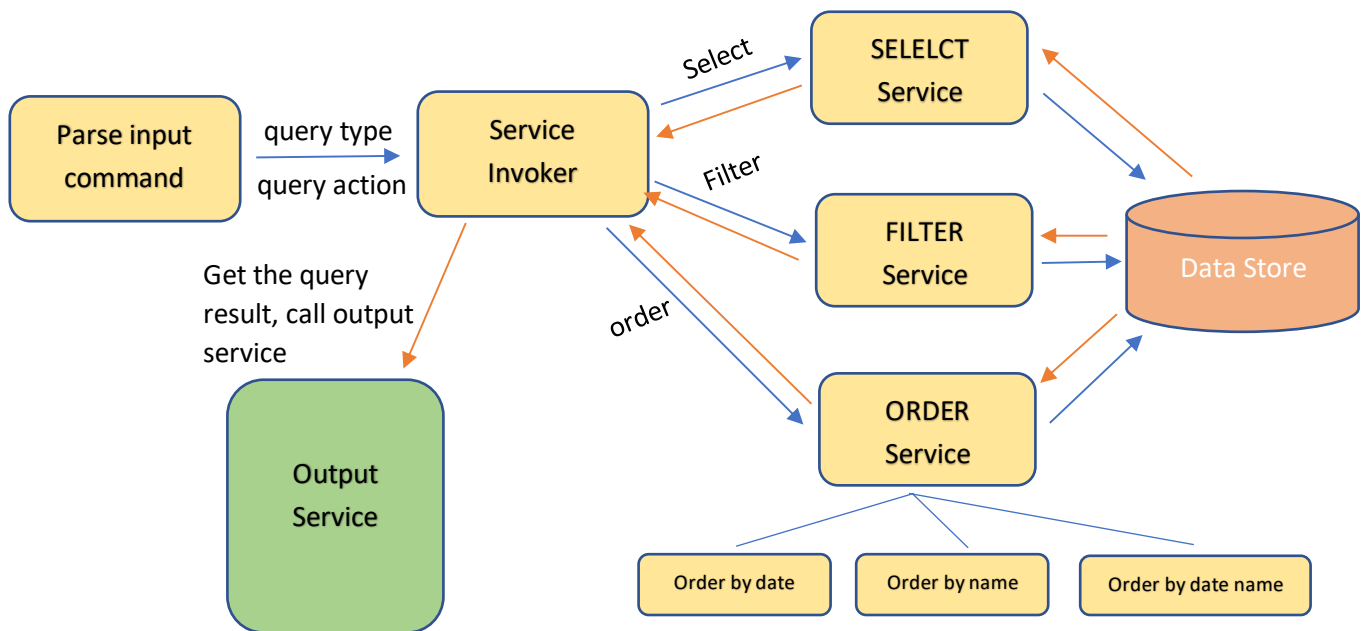 Parse input
command
query type
query action
Service
Invoker
Select
Filter
order
SELELCT
Service
FILTER
Service
ORDER
Service
Data Store
Get the query
result, call output
service
Output
Service
Order by date
Order by name
Order by date name